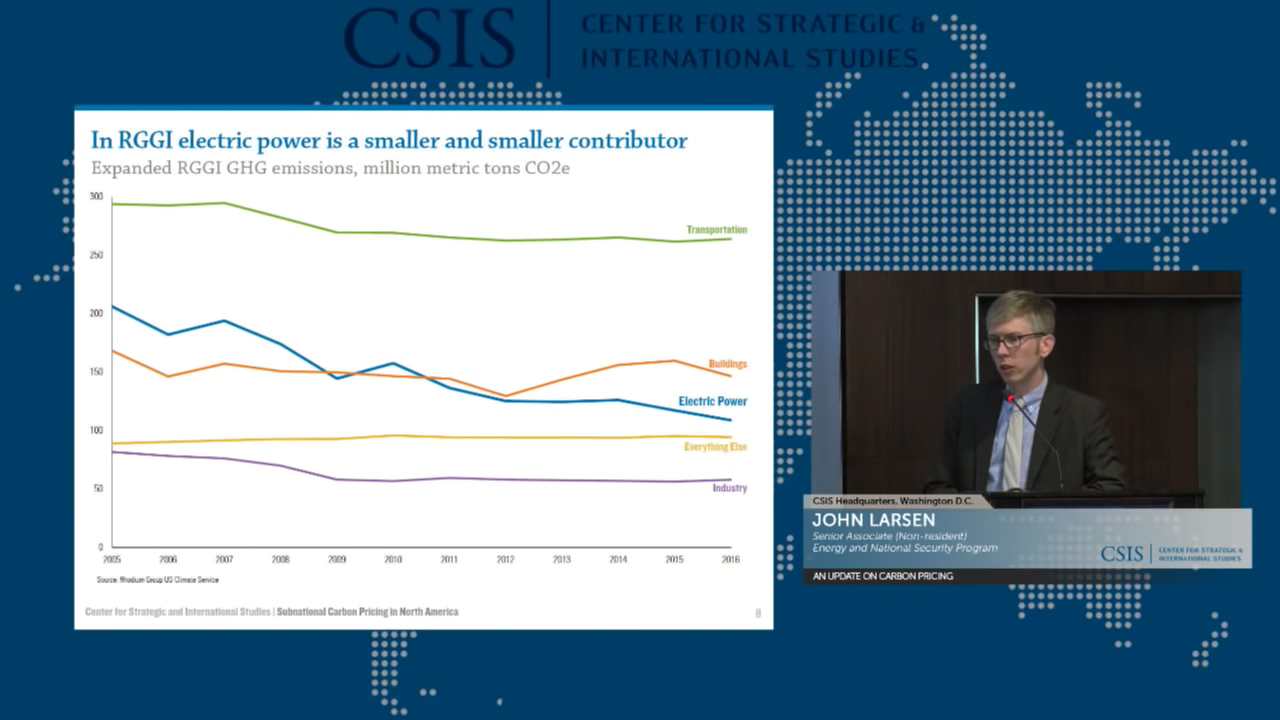 CSIS
CENTER FOR STRATEGIC &
INTERNATIONAL STUDIES
In RGGI electric power is a smaller and smaller contributor
Expanded RGGI GHG emissions, million metric tons CO2e
300
250
200
150
100
50
0
Transportation
Buildings
Electric Power
Everything Else
Industry
2005 2006 2007 2008 2009 2010 2011 2012 2013 2014 2015 2016
Source: Rhodium Group US Climate Service
Center for Strategic and International Studies | Subnational Carbon Pricing in North America 8
CSIS Headquarters, Washington D.C.
JOHN LARSEN
Senior Associate (Non-resident)
Energy and National Security Program
CSIS
CENTER FOR STRATEGIC &
INTERNATIONAL STUDIES
AN UPDATE ON CARBON PRICING